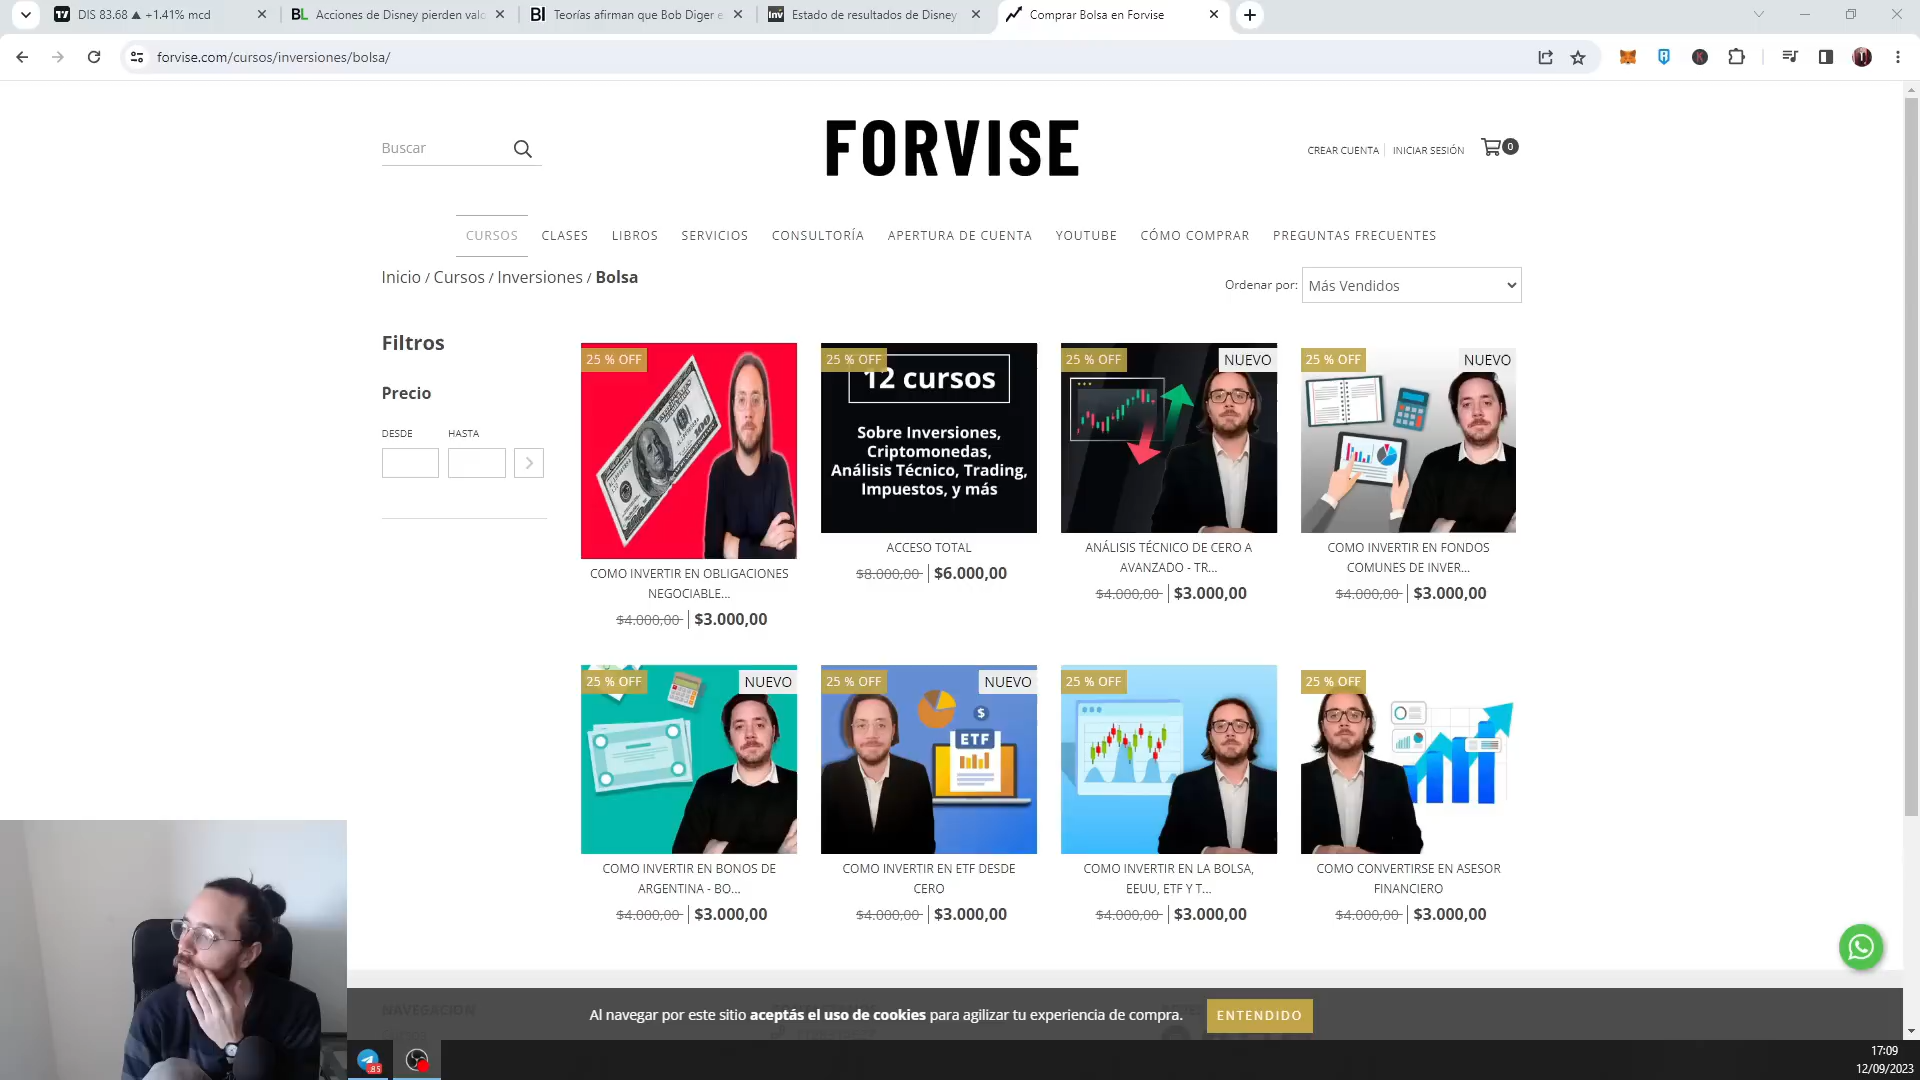 DIS 83.68 ▲ +1.41% mcd
BL Acciones de Disney pierden valo
BI Teorías afirman que Bob Diger e
Inv Estado de resultados de Disney
Comprar Bolsa en Forvise
forvise.com/cursos/inversiones/bolsa/
Buscar
FORVISE
CREAR CUENTA
INICIAR SESIÓN
0
CURSOS
CLASES
LIBROS
SERVICIOS
CONSULTORÍA
APERTURA DE CUENTA
YOUTUBE
CÓMO COMPRAR
PREGUNTAS FRECUENTES
Inicio / Cursos / Inversiones / Bolsa
Ordenar por: Más Vendidos
Filtros
Precio
DESDE
HASTA
25 % OFF
COMO INVERTIR EN OBLIGACIONES
NEGOCIABLE...
$4.000,00 $3.000,00
25 % OFF
12 cursos
Sobre Inversiones,
Criptomonedas,
Análisis Técnico, Trading,
Impuestos, y más
ACCESO TOTAL
$8.000,00 $6.000,00
25 % OFF
NUEVO
ANÁLISIS TÉCNICO DE CERO A
AVANZADO - TR...
$4.000,00 $3.000,00
25 % OFF
NUEVO
COMO INVERTIR EN FONDOS
COMUNES DE INVER...
$4.000,00 $3.000,00
25 % OFF
NUEVO
COMO INVERTIR EN BONOS DE
ARGENTINA - BO...
$4.000,00 $3.000,00
25 % OFF
NUEVO
$
ETF
COMO INVERTIR EN ETF DESDE
CERO
$4.000,00 $3.000,00
25 % OFF
COMO INVERTIR EN LA BOLSA,
EEUU, ETF Y T...
$4.000,00 $3.000,00
25 % OFF
COMO CONVERTIRSE EN ASESOR
FINANCIERO
$4.000,00 $3.000,00
NAVEGACIÓN
Al navegar por este sitio aceptás el uso de cookies para agilizar tu experiencia de compra.
ENTENDIDO
85
17:09
12/09/2023